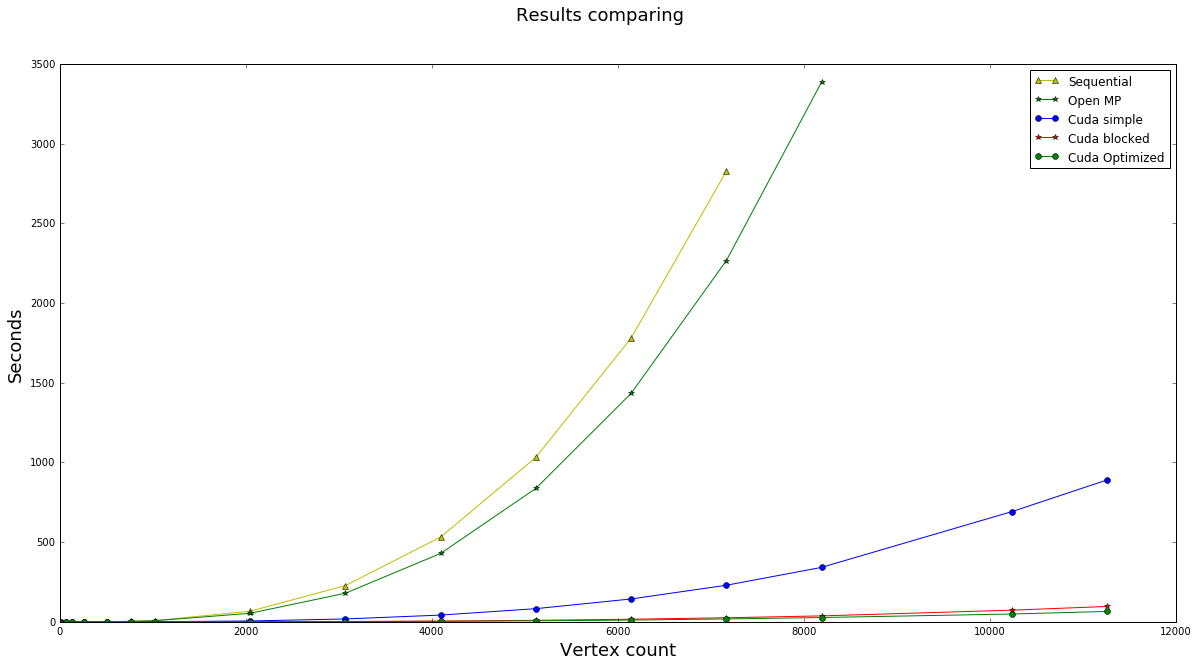 Results comparing
3500
3000
2500
2000
1500
1000
500
0
Seconds
Sequential
Open MP
Cuda simple
Cuda blocked
Cuda Optimized
0 2000 4000 6000 8000 10000 12000
Vertex count